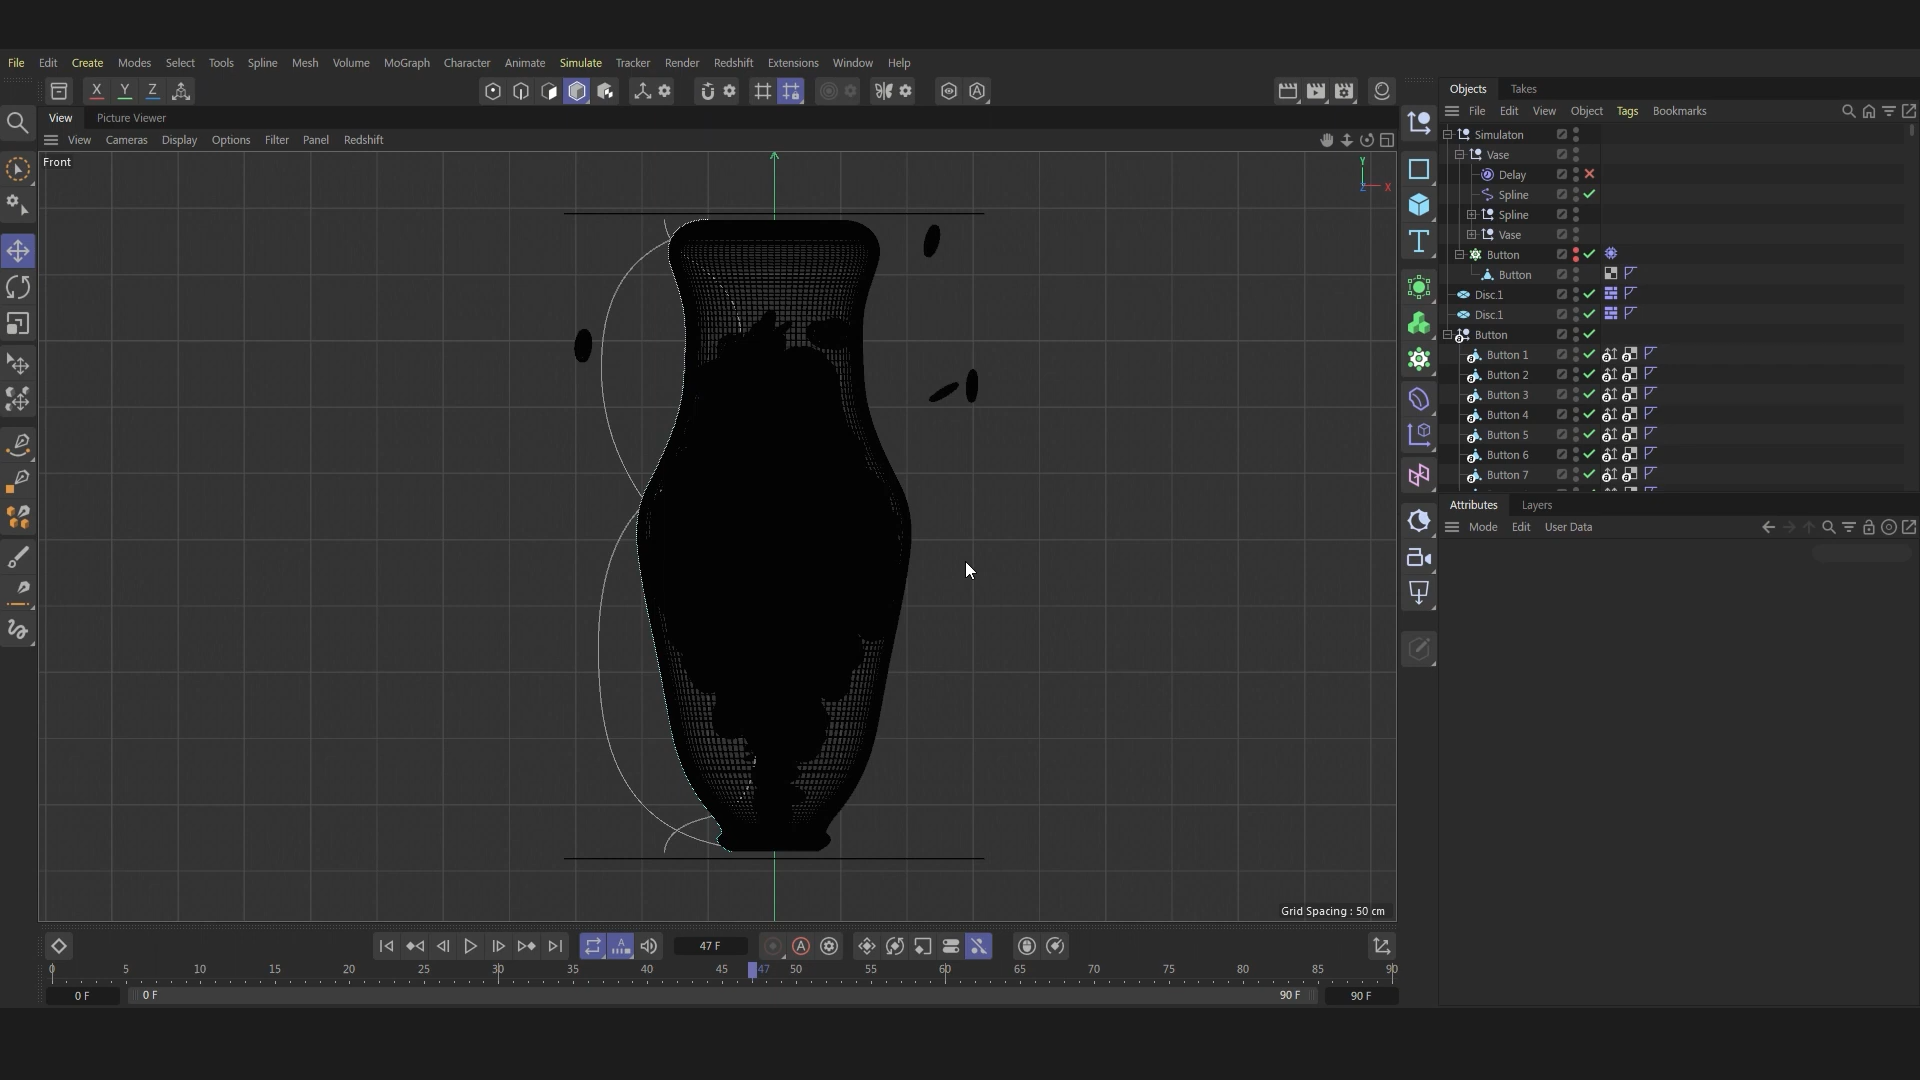 File Edit Create Modes Select Tools Spline Mesh Volume MoGraph Character Animate Simulate Tracker Render Redshift Extensions Window Help
X Y Z
Objects Takes
File Edit View Object Tags Bookmarks
View Picture Viewer
View Cameras Display Options Filter Panel Redshift
Front
Y
Z X
Simulaton
Vase
Delay
Spline
Spline
Vase
Button
Button
Disc.1
Disc.1
Button
Button 1
Button 2
Button 3
Button 4
Button 5
Button 6
Button 7
Attributes Layers
Mode Edit User Data
Grid Spacing : 50 cm
47 F
0 5 10 15 20 25 30 35 40 45 47 50 55 60 65 70 75 80 85 90
0 F 0 F 90 F 90 F